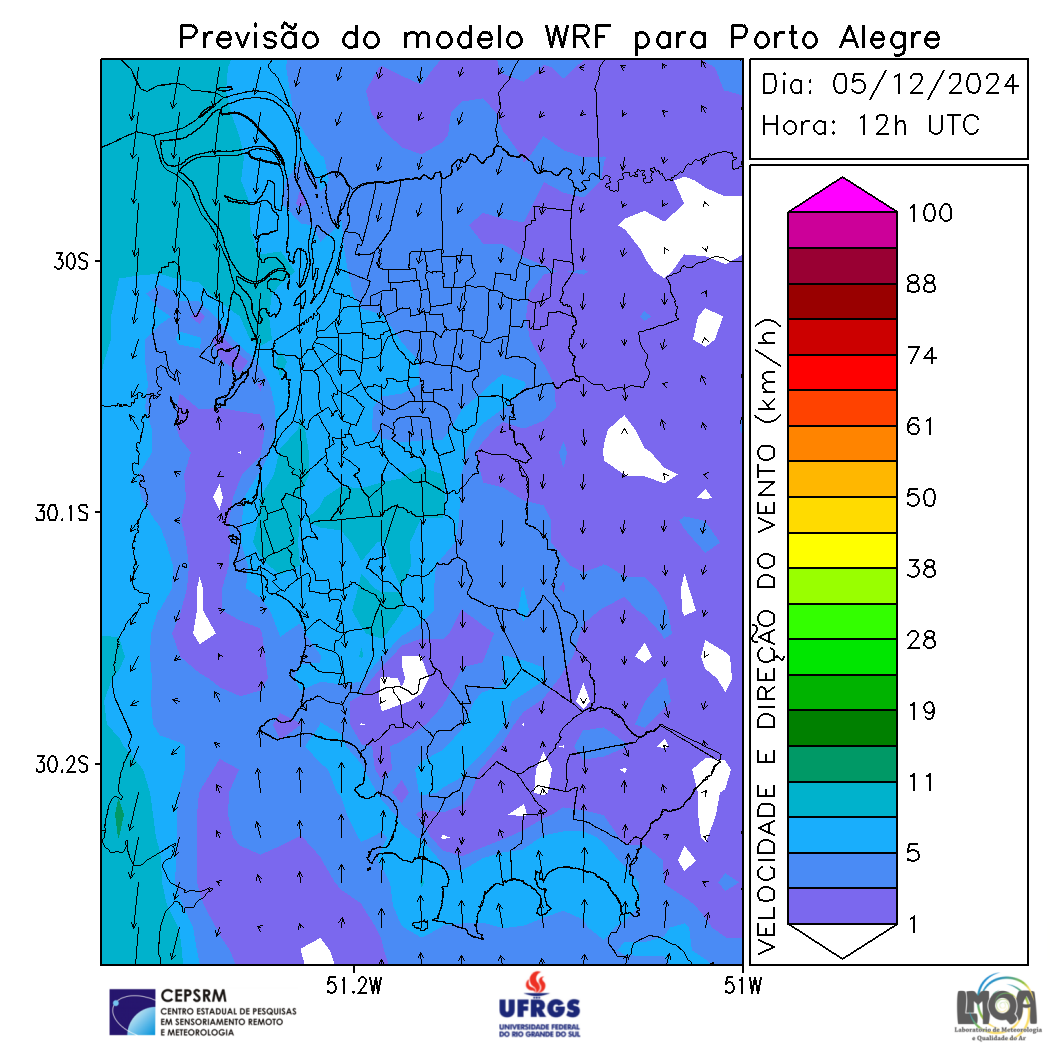 Previsão do modelo WRF para Porto Alegre
Dia: 05/12/2024
Hora: 12h UTC
VELOCIDADE E DIREÇÃO DO VENTO (km/h)
100
88
74
61
50
38
28
19
11
5
1
30S
30.1S
30.2S
51.2W
51W
CEPSRM
CENTRO ESTADUAL DE PESQUISAS
EM SENSORIAMENTO REMOTO
E METEOROLOGIA
UFRGS
UNIVERSIDADE FEDERAL
DO RIO GRANDE DO SUL
LMQA
Laboratório de Meteorologia
e Qualidade do Ar